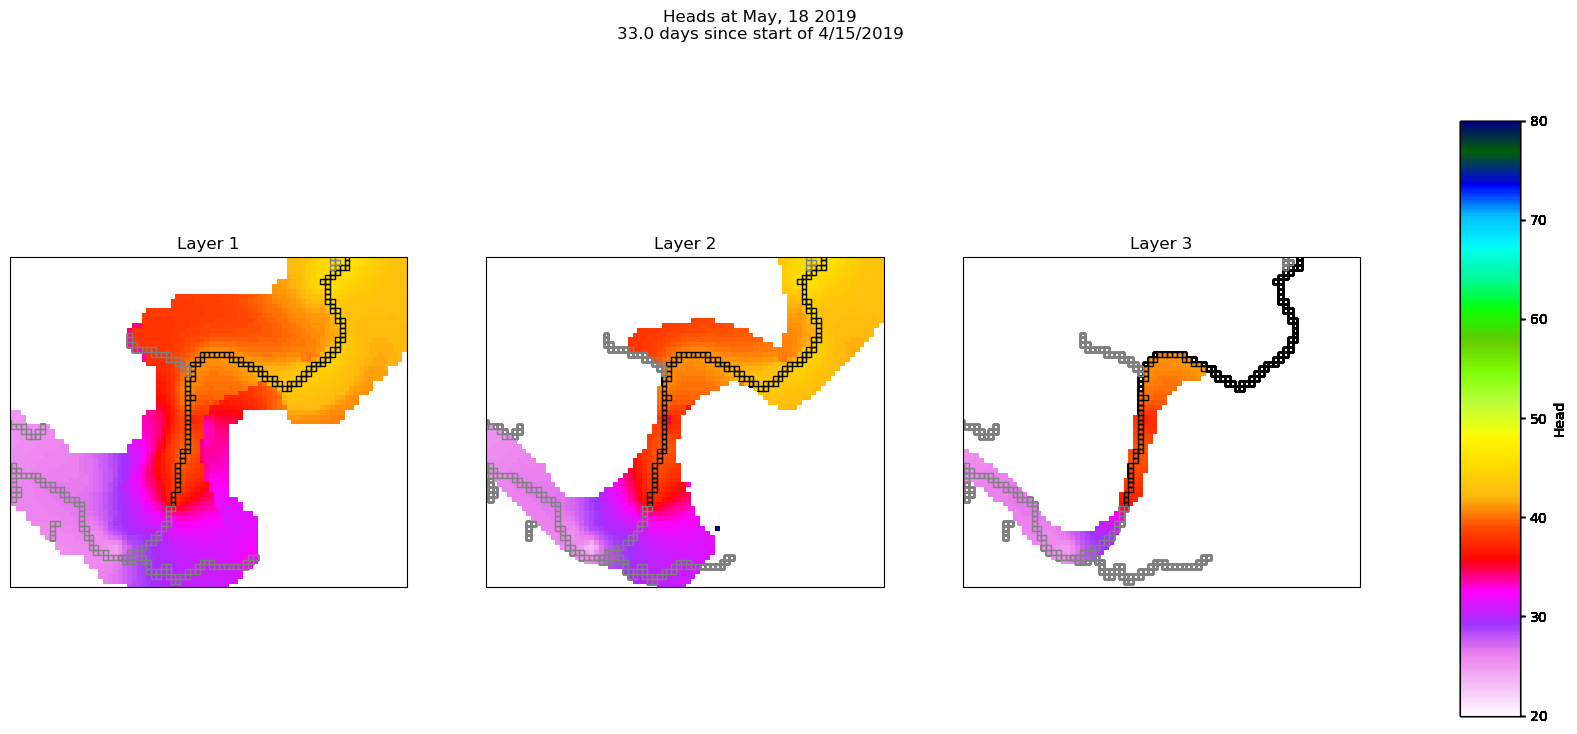 Heads at May, 18 2019
33.0 days since start of 4/15/2019
Layer 1
Layer 2
Layer 3
80
70
60
50
40
30
20
Head